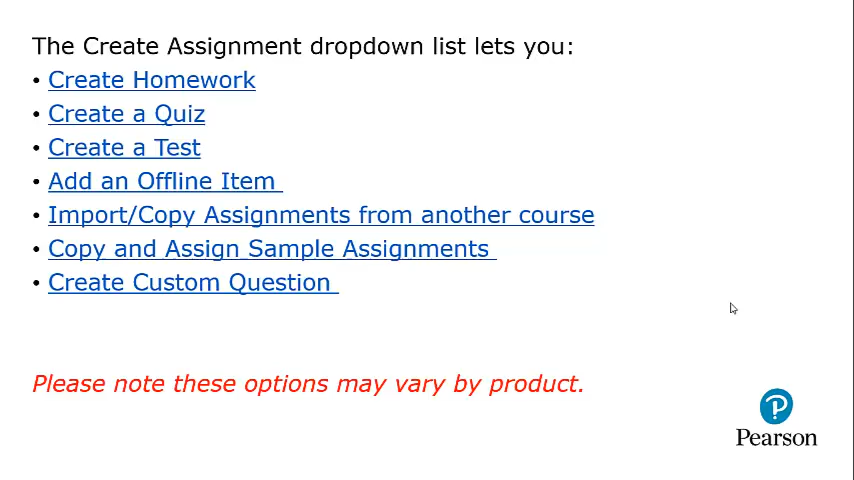 The Create Assignment dropdown list lets you:
• Create Homework
• Create a Quiz
• Create a Test
• Add an Offline Item
• Import/Copy Assignments from another course
• Copy and Assign Sample Assignments
• Create Custom Question
Please note these options may vary by product.
P
Pearson